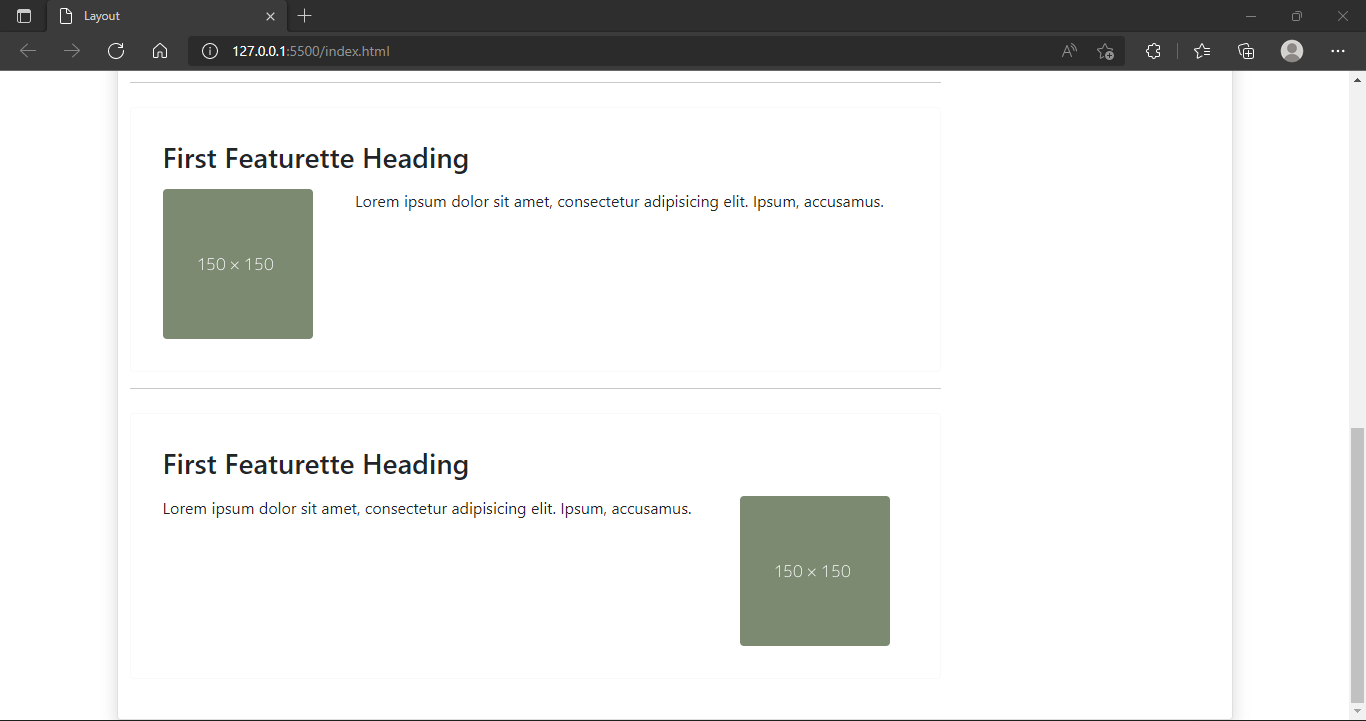 Layout
127.0.0.1:5500/index.html
First Featurette Heading
150 × 150
Lorem ipsum dolor sit amet, consectetur adipisicing elit. Ipsum, accusamus.
First Featurette Heading
Lorem ipsum dolor sit amet, consectetur adipisicing elit. Ipsum, accusamus.
150 × 150